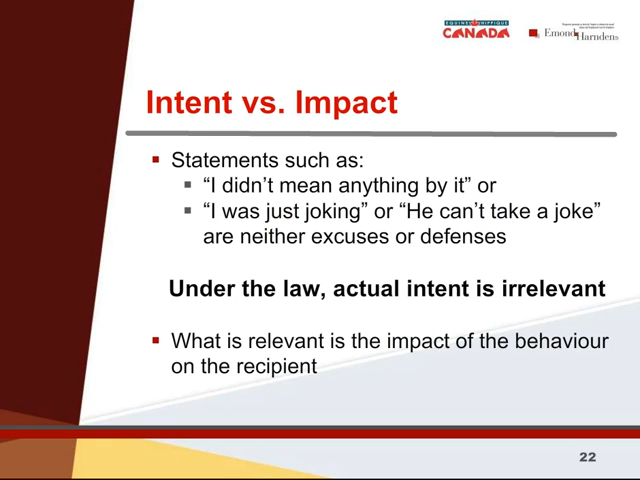 EQUINE HIPPIQUE
CANADA
Emond Harnden
Intent vs. Impact
Statements such as:
“I didn’t mean anything by it” or
“I was just joking” or “He can’t take a joke”
are neither excuses or defenses
Under the law, actual intent is irrelevant
What is relevant is the impact of the behaviour
on the recipient
22